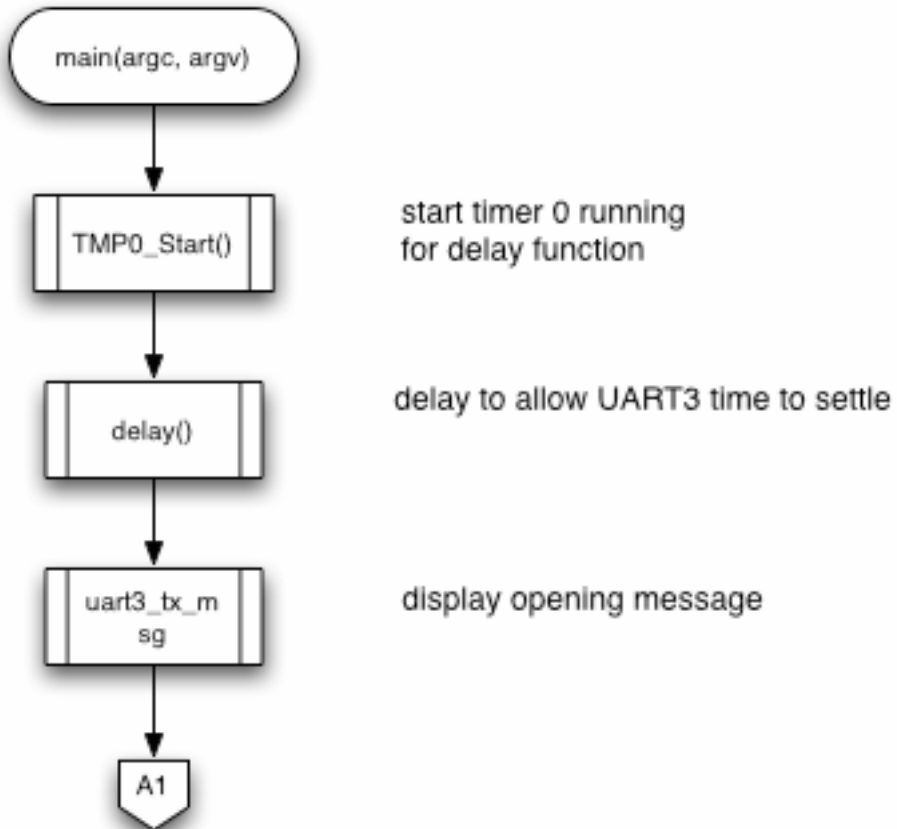 main(argc, argv)
TMP0_Start()
start timer 0 running
for delay function
delay()
delay to allow UART3 time to settle
uart3_tx_m
sg
display opening message
A1